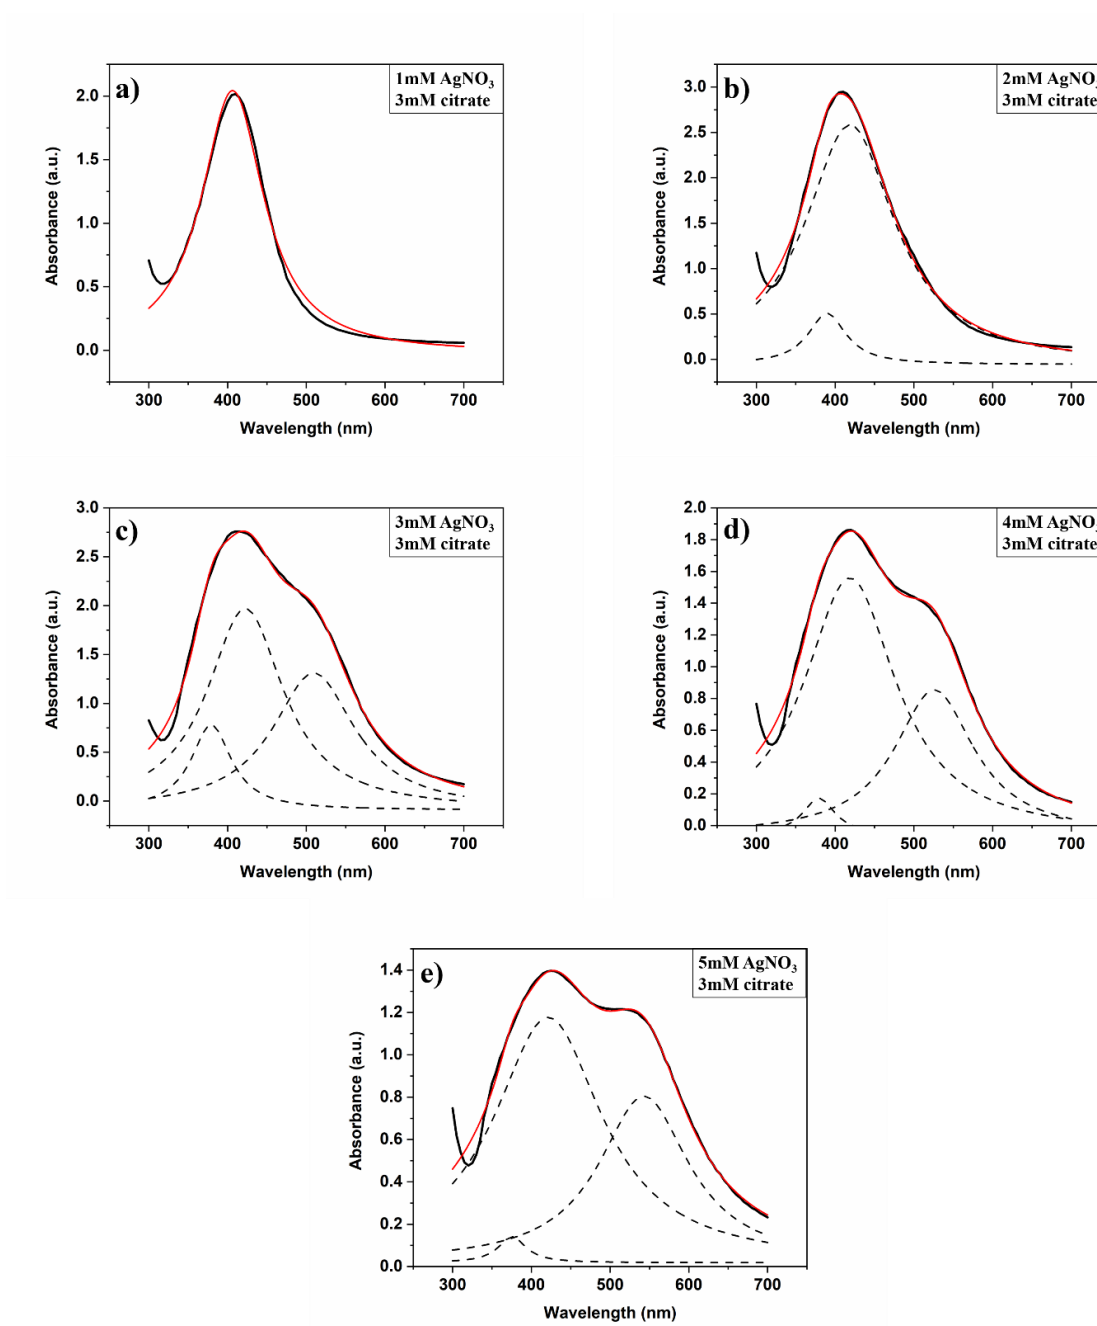 a)
1mM AgNO₃
3mM citrate
2.0
1.5
1.0
0.5
0.0
300 400 500 600 700
Absorbance (a.u.)
Wavelength (nm)
b)
2mM AgNO₃
3mM citrate
3.0
2.5
2.0
1.5
1.0
0.5
0.0
300 400 500 600 700
Absorbance (a.u.)
Wavelength (nm)
c)
3mM AgNO₃
3mM citrate
3.0
2.5
2.0
1.5
1.0
0.5
0.0
300 400 500 600 700
Absorbance (a.u.)
Wavelength (nm)
d)
4mM AgNO₃
3mM citrate
2.0
1.8
1.6
1.4
1.2
1.0
0.8
0.6
0.4
0.2
0.0
300 400 500 600 700
Absorbance (a.u.)
Wavelength (nm)
e)
5mM AgNO₃
3mM citrate
1.4
1.2
1.0
0.8
0.6
0.4
0.2
0.0
300 400 500 600 700
Absorbance (a.u.)
Wavelength (nm)